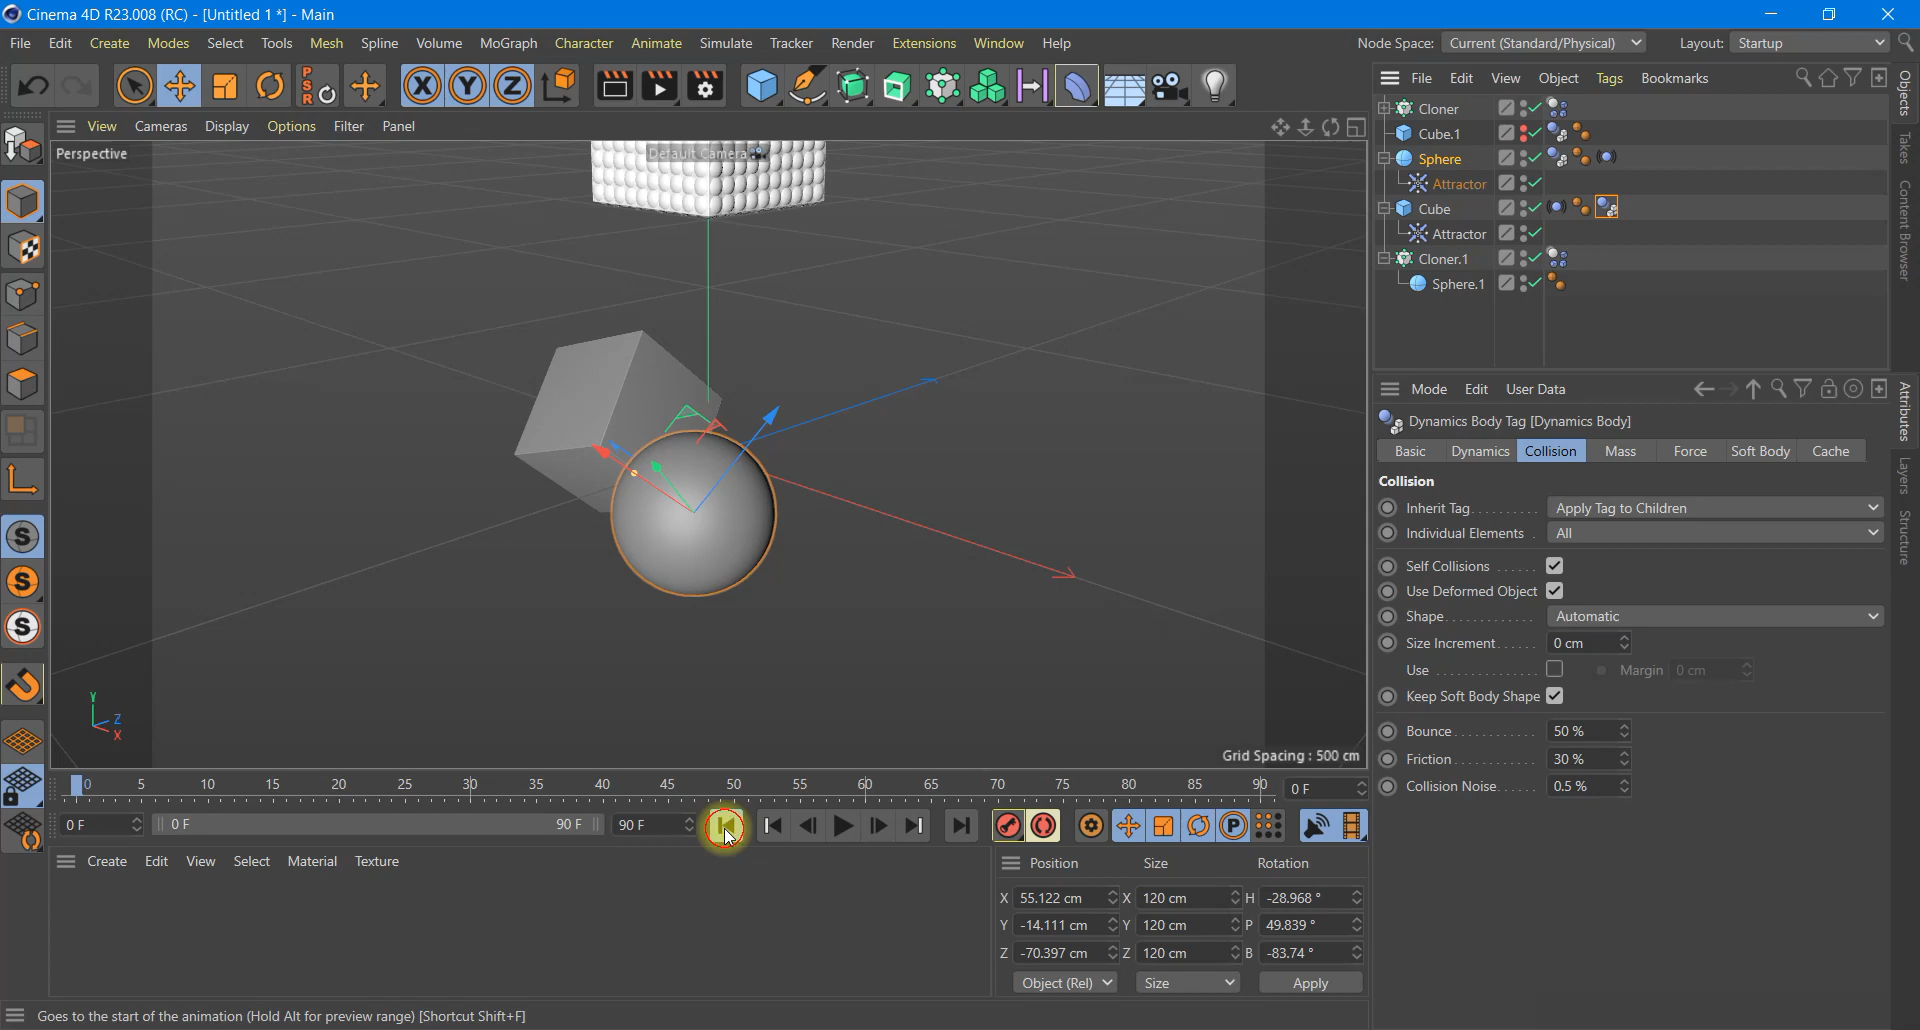 Cinema 4D R23.008 (RC) - [Untitled 1 *] - Main
File Edit Create Modes Select Tools Mesh Spline Volume MoGraph Character Animate Simulate Tracker Render Extensions Window Help
Node Space: Current (Standard/Physical) Layout: Startup
X Y Z
PSR
File Edit View Object Tags Bookmarks
View Cameras Display Options Filter Panel
Perspective
Default Camera
Cloner
Cube.1
Sphere
Attractor
Cube
Attractor
Cloner.1
Sphere.1
Objects
Takes
Content Browser
Mode Edit User Data
Dynamics Body Tag [Dynamics Body]
Basic Dynamics Collision Mass Force Soft Body Cache
Collision
Inherit Tag......... Apply Tag to Children
Individual Elements . All
Self Collisions ......
Use Deformed Object
Shape............. Automatic
Size Increment...... 0 cm
Use .............. Margin 0 cm
Keep Soft Body Shape
Bounce............ 50 %
Friction............ 30 %
Collision Noise..... 0.5 %
Attributes
Layers
Structure
S
S
S
Y
Z
X
Grid Spacing : 500 cm
0 5 10 15 20 25 30 35 40 45 50 55 60 65 70 75 80 85 90 0 F
0 F 0 F 90 F 90 F
P
Create Edit View Select Material Texture
Position Size Rotation
X 55.122 cm X 120 cm H -28.968 °
Y -14.111 cm Y 120 cm P 49.839 °
Z -70.397 cm Z 120 cm B -83.74 °
Object (Rel) Size Apply
Goes to the start of the animation (Hold Alt for preview range) [Shortcut Shift+F]